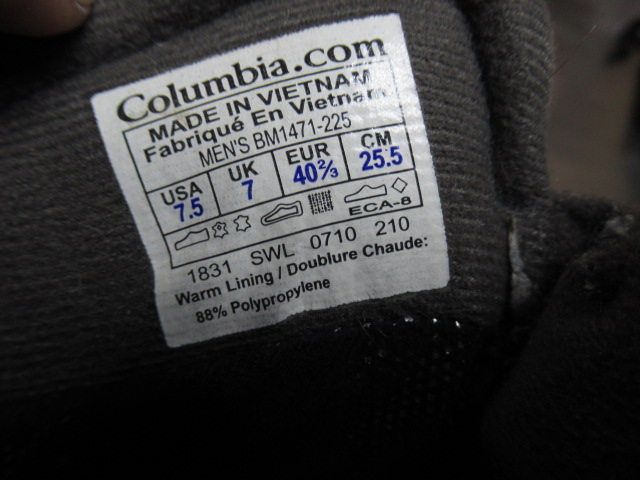 Columbia.com
MADE IN VIETNAM
Fabriqué En Vietnam
MEN'S BM1471-225
USA UK EUR CM
7.5 7 40⅔ 25.5
ECA-8
1831 SWL 0710 210
Warm Lining / Doublure Chaude:
88% Polypropylene